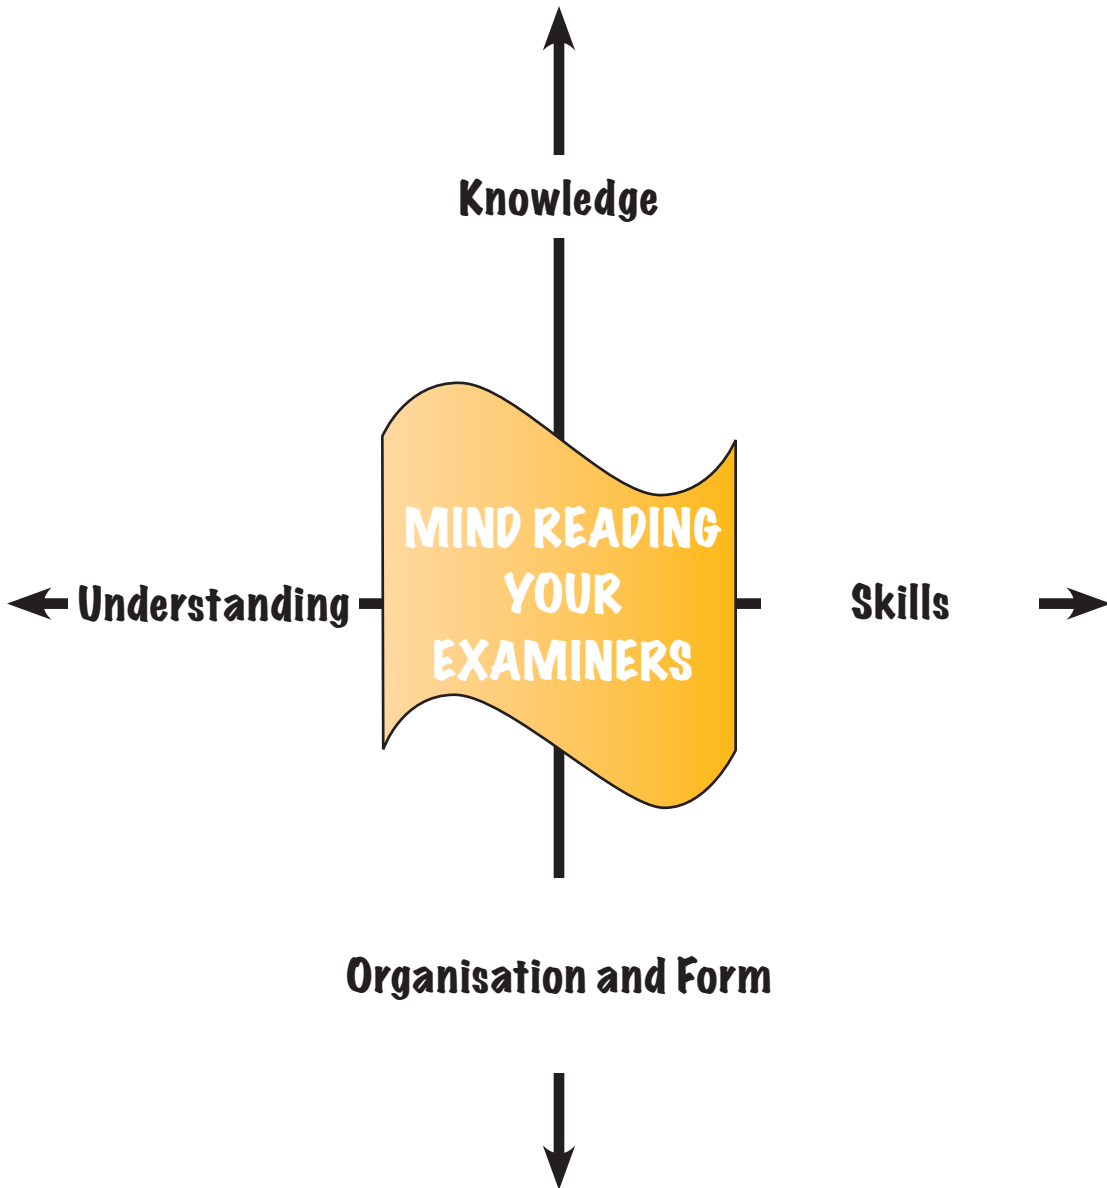 Knowledge
MIND READING
YOUR
EXAMINERS
Understanding
Skills
Organisation and Form